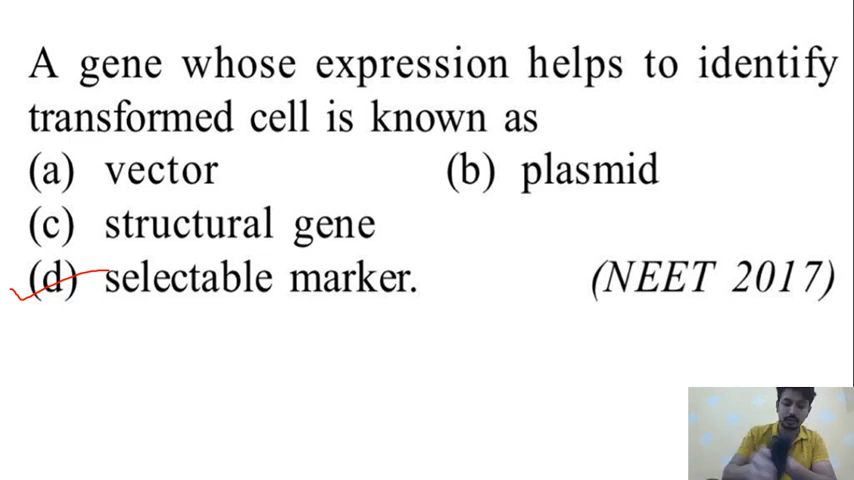 A gene whose expression helps to identify
transformed cell is known as
(a) vector (b) plasmid
(c) structural gene
(d) selectable marker. (NEET 2017)